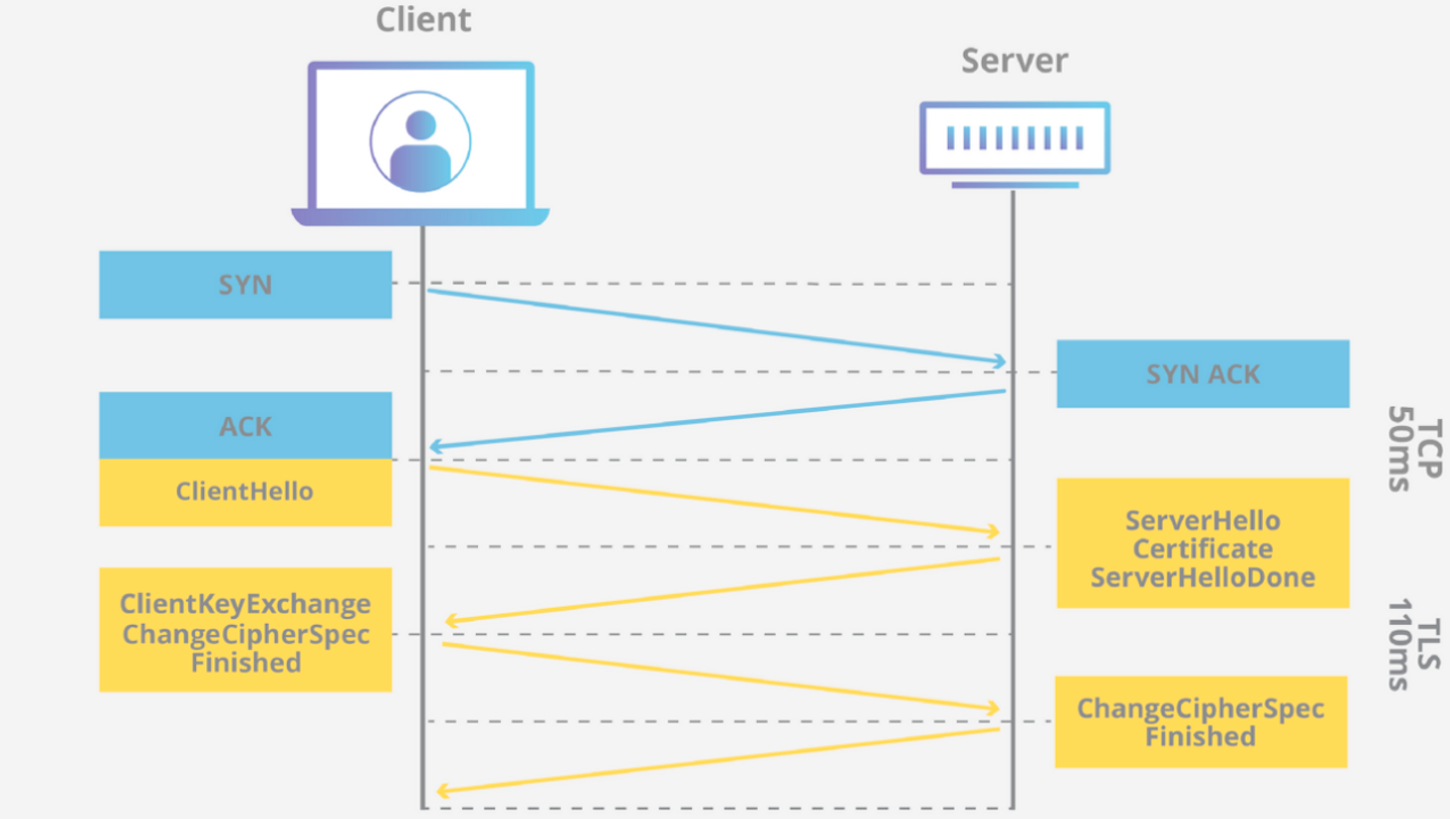 Client
Server
SYN
SYN ACK
ACK
ClientHello
TCP
50ms
ServerHello
Certificate
ServerHelloDone
ClientKeyExchange
ChangeCipherSpec
Finished
TLS
110ms
ChangeCipherSpec
Finished